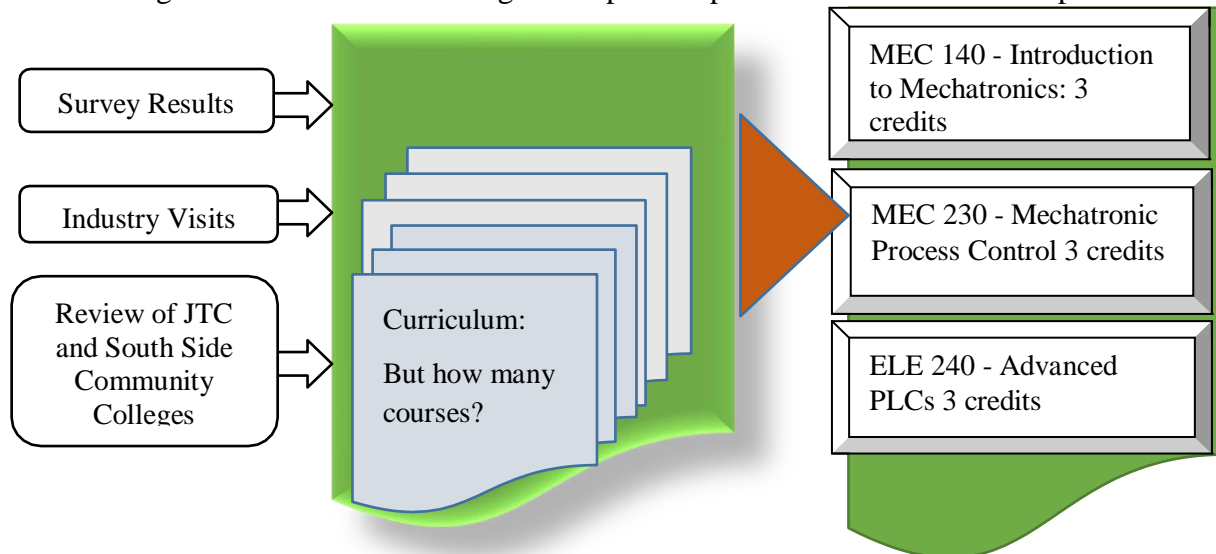 Survey Results
Industry Visits
Review of JTC
and South Side
Community
Colleges
Curriculum:
But how many
courses?
MEC 140 - Introduction
to Mechatronics: 3
credits
MEC 230 - Mechatronic
Process Control 3 credits
ELE 240 - Advanced
PLCs 3 credits